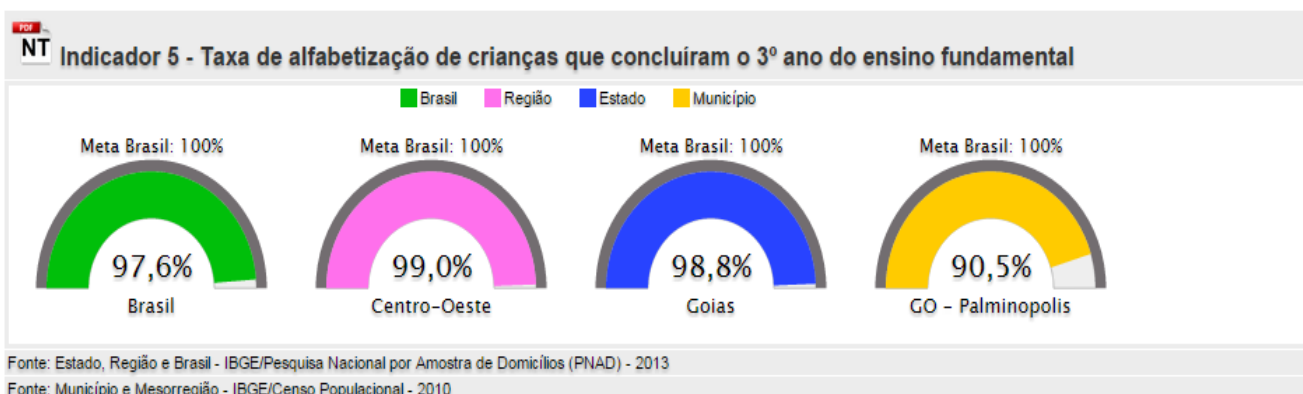 PDF
NT Indicador 5 - Taxa de alfabetização de crianças que concluíram o 3º ano do ensino fundamental
Brasil Região Estado Município
Meta Brasil: 100% Meta Brasil: 100% Meta Brasil: 100% Meta Brasil: 100%
97,6% 99,0% 98,8% 90,5%
Brasil Centro-Oeste Goias GO - Palminopolis
Fonte: Estado, Região e Brasil - IBGE/Pesquisa Nacional por Amostra de Domicílios (PNAD) - 2013
Fonte: Município e Mesorregião - IBGE/Censo Populacional - 2010